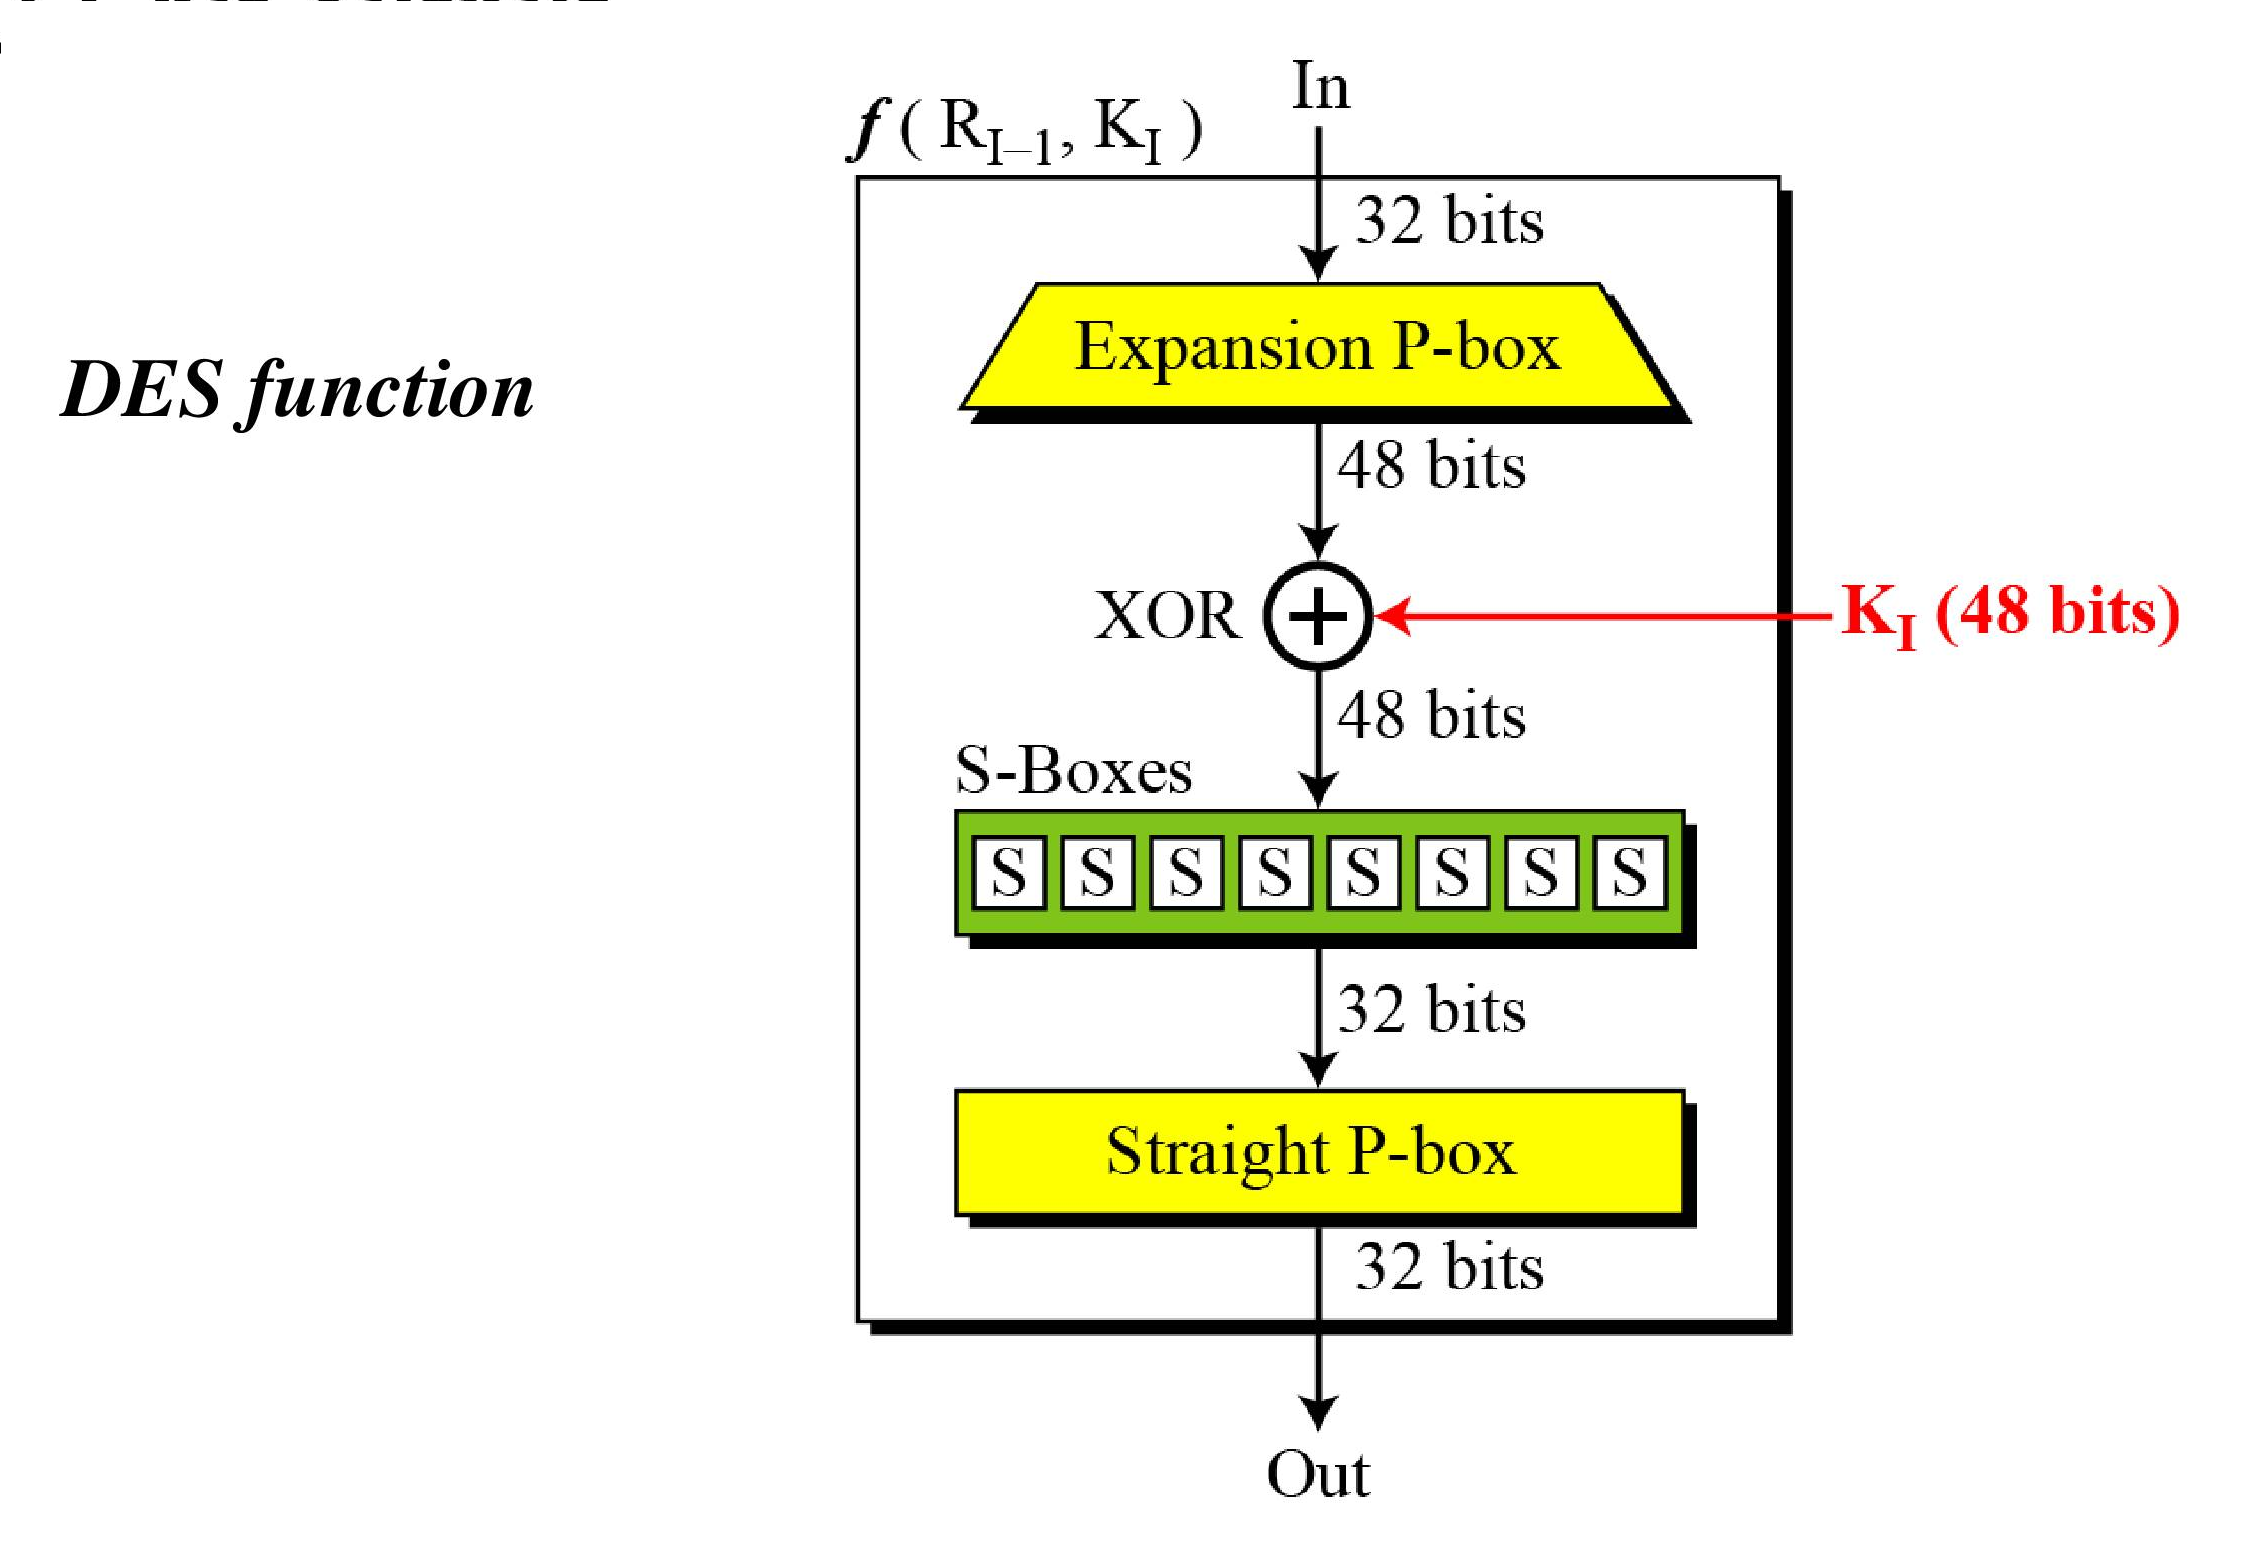 In
f ( R_{I–1}, K_I )
32 bits
Expansion P-box
DES function
48 bits
XOR
K_I (48 bits)
48 bits
S-Boxes
S S S S S S S S
32 bits
Straight P-box
32 bits
Out